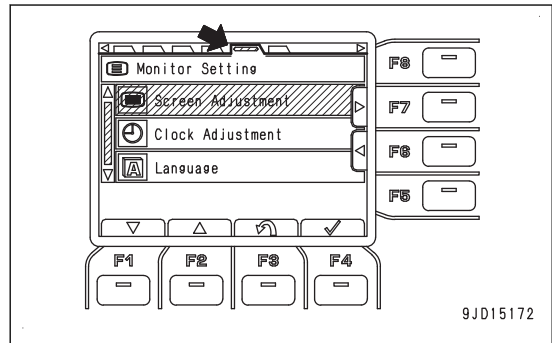 Monitor Setting
Screen Adjustment
Clock Adjustment
A Language
F8
F7
F6
F5
F1 F2 F3 F4
9JD15172